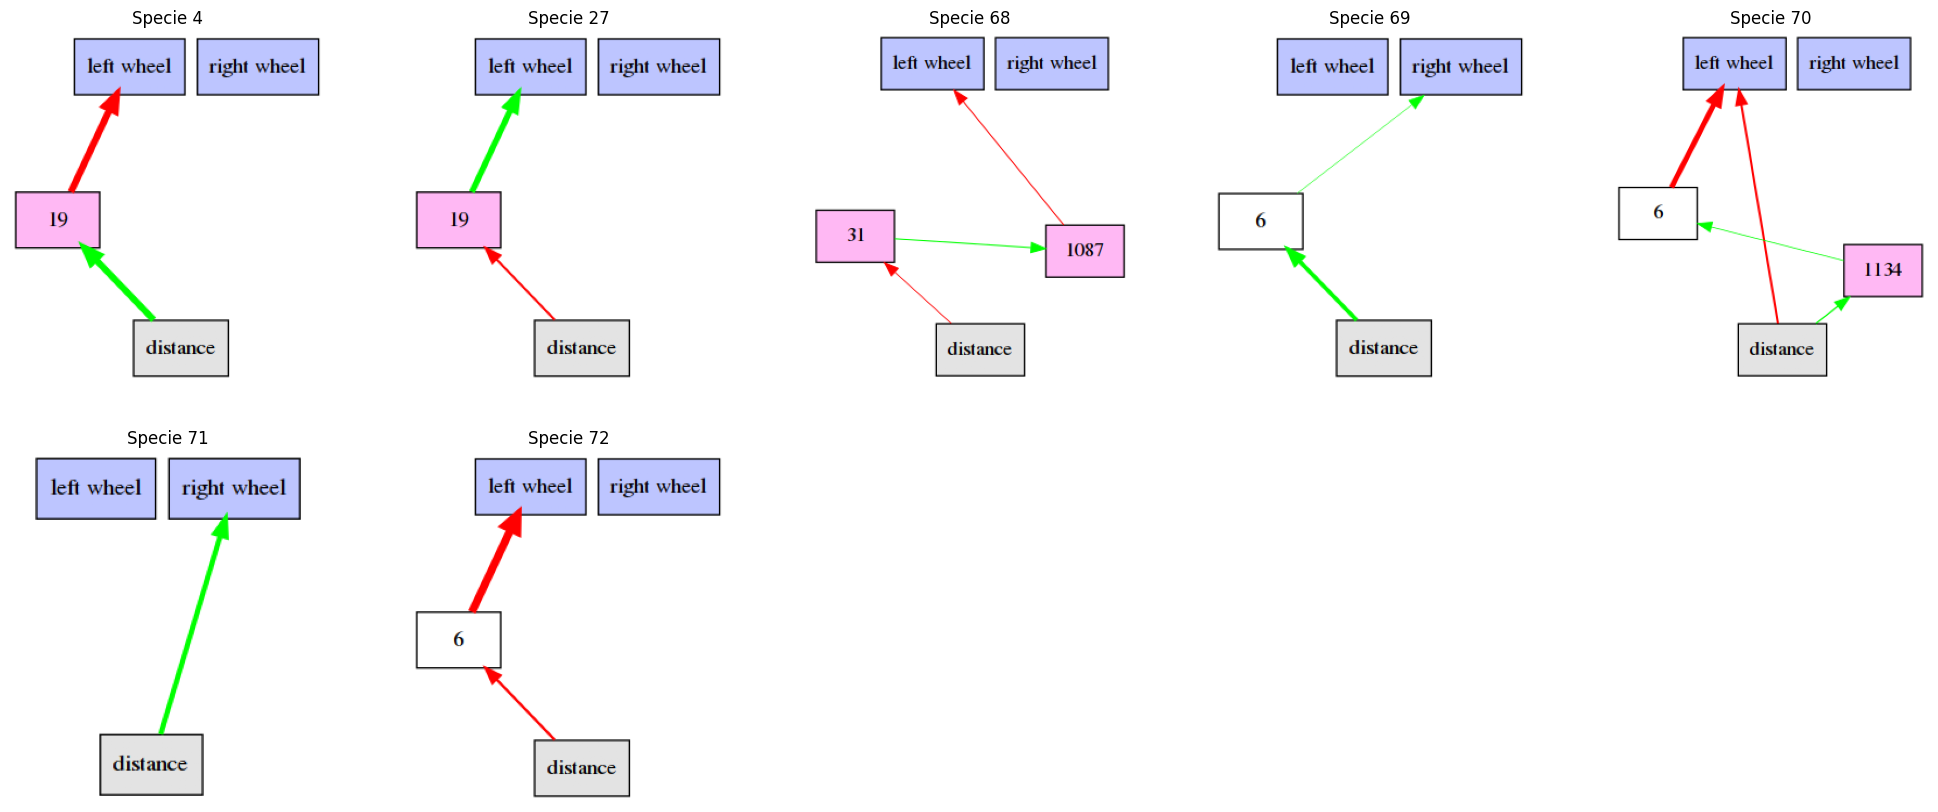 Specie 4
left wheel right wheel
19
distance
Specie 27
left wheel right wheel
19
distance
Specie 68
left wheel right wheel
31
1087
distance
Specie 69
left wheel right wheel
6
distance
Specie 70
left wheel right wheel
6
1134
distance
Specie 71
left wheel right wheel
distance
Specie 72
left wheel right wheel
6
distance